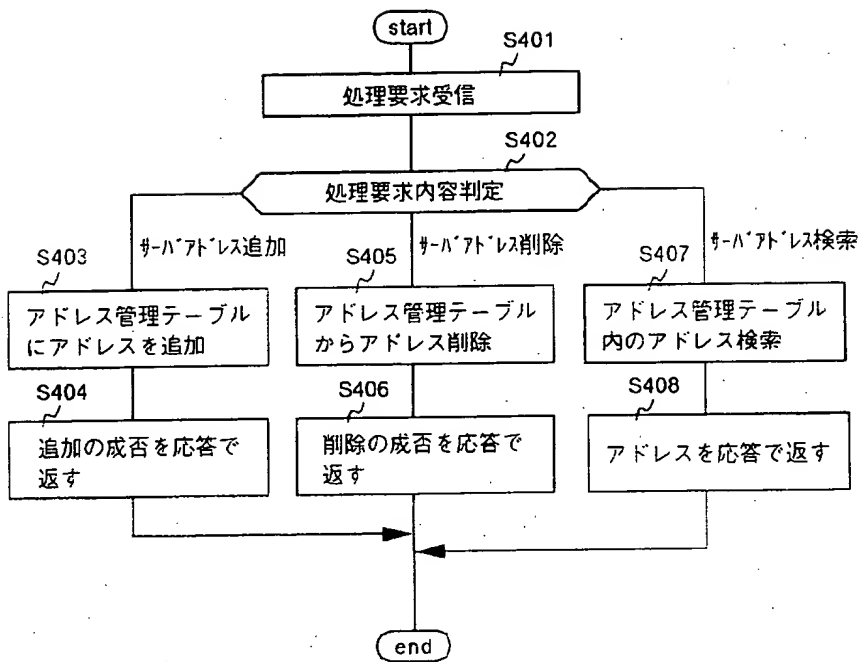 start
S401
処理要求受信
S402
処理要求内容判定
サーバアドレス追加
サーバアドレス削除
サーバアドレス検索
S403
アドレス管理テーブル
にアドレスを追加
S405
アドレス管理テーブル
からアドレス削除
S407
アドレス管理テーブル
内のアドレス検索
S404
追加の成否を応答で
返す
S406
削除の成否を応答で
返す
S408
アドレスを応答で返す
end